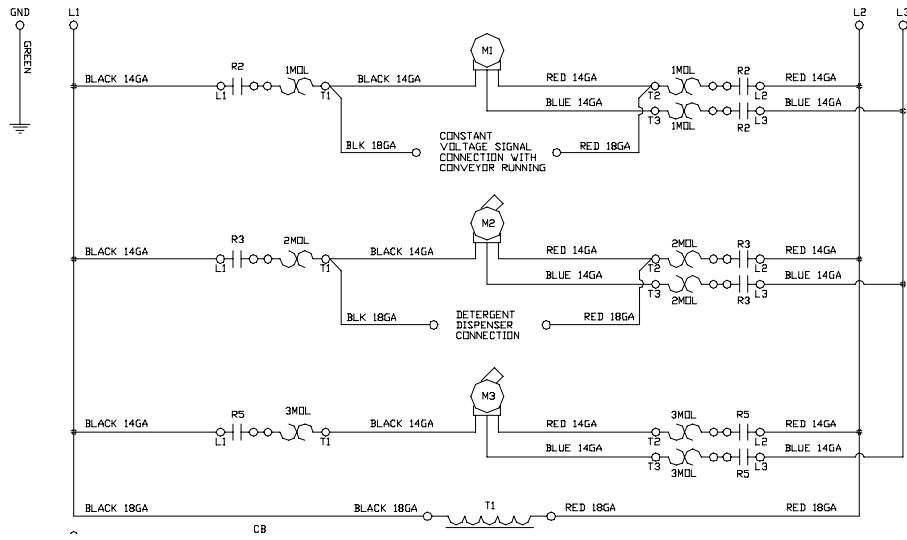 GND
L1
L2
L3
GREEN
M1
BLACK 14GA
R2
1MOL
BLACK 14GA
RED 14GA
1MOL
R2
RED 14GA
L1
T1
T2
L2
BLUE 14GA
BLUE 14GA
T3
1MOL
R2
L3
BLK 18GA
CONSTANT
VOLTAGE SIGNAL
CONNECTION WITH
CONVEYOR RUNNING
RED 18GA
M2
BLACK 14GA
R3
2MOL
BLACK 14GA
RED 14GA
2MOL
R3
RED 14GA
L1
T1
T2
L2
BLUE 14GA
BLUE 14GA
T3
2MOL
R3
L3
BLK 18GA
DETERGENT
DISPENSER
CONNECTION
RED 18GA
M3
BLACK 14GA
R5
3MOL
BLACK 14GA
RED 14GA
3MOL
R5
RED 14GA
L1
T1
T2
L2
BLUE 14GA
BLUE 14GA
T3
3MOL
R5
L3
BLACK 18GA
BLACK 18GA
T1
RED 18GA
RED 18GA
CB